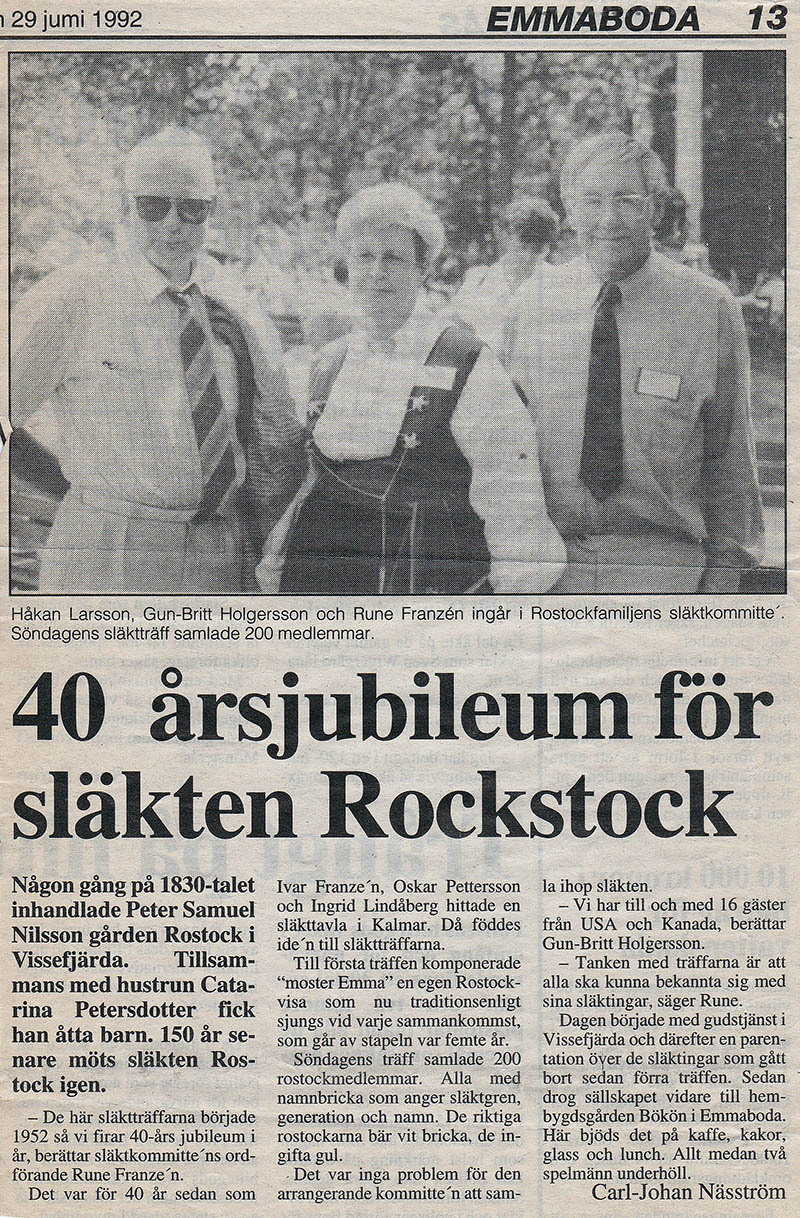 29 jumi 1992
EMMABODA 13
Håkan Larsson, Gun-Britt Holgersson och Rune Franzén ingår i Rostockfamiljens släktkommitte´.
Söndagens släktträff samlade 200 medlemmar.
40 årsjubileum för
släkten Rockstock
Någon gång på 1830-talet
inhandlade Peter Samuel
Nilsson gården Rostock i
Vissefjärda. Tillsam-
mans med hustrun Cata-
rina Petersdotter fick
han åtta barn. 150 år se-
nare möts släkten Ros-
tock igen.
– De här släktträffarna började
1952 så vi firar 40-års jubileum i
år, berättar släktkommitte´ns ord-
förande Rune Franze´n.
Det var för 40 år sedan som
Ivar Franze´n, Oskar Pettersson
och Ingrid Lindåberg hittade en
släkttavla i Kalmar. Då föddes
ide´n till släktträffarna.
Till första träffen komponerade
”moster Emma” en egen Rostock-
visa som nu traditionsenligt
sjungs vid varje sammankomst,
som går av stapeln var femte år.
Söndagens träff samlade 200
rostockmedlemmar. Alla med
namnbricka som anger släktgren,
generation och namn. De riktiga
rostockarna bär vit bricka, de in-
gifta gul.
Det var inga problem för den
arrangerande kommitte´n att sam-
la ihop släkten.
– Vi har till och med 16 gäster
från USA och Kanada, berättar
Gun-Britt Holgersson.
– Tanken med träffarna är att
alla ska kunna bekannta sig med
sina släktingar, säger Rune.
Dagen började med gudstjänst i
Vissefjärda och därefter en paren-
tation över de släktingar som gått
bort sedan förra träffen. Sedan
drog sällskapet vidare till hem-
bygdsgården Bökön i Emmaboda.
Här bjöds det på kaffe, kakor,
glass och lunch. Allt medan två
spelmänn underhöll.
Carl-Johan Näsström